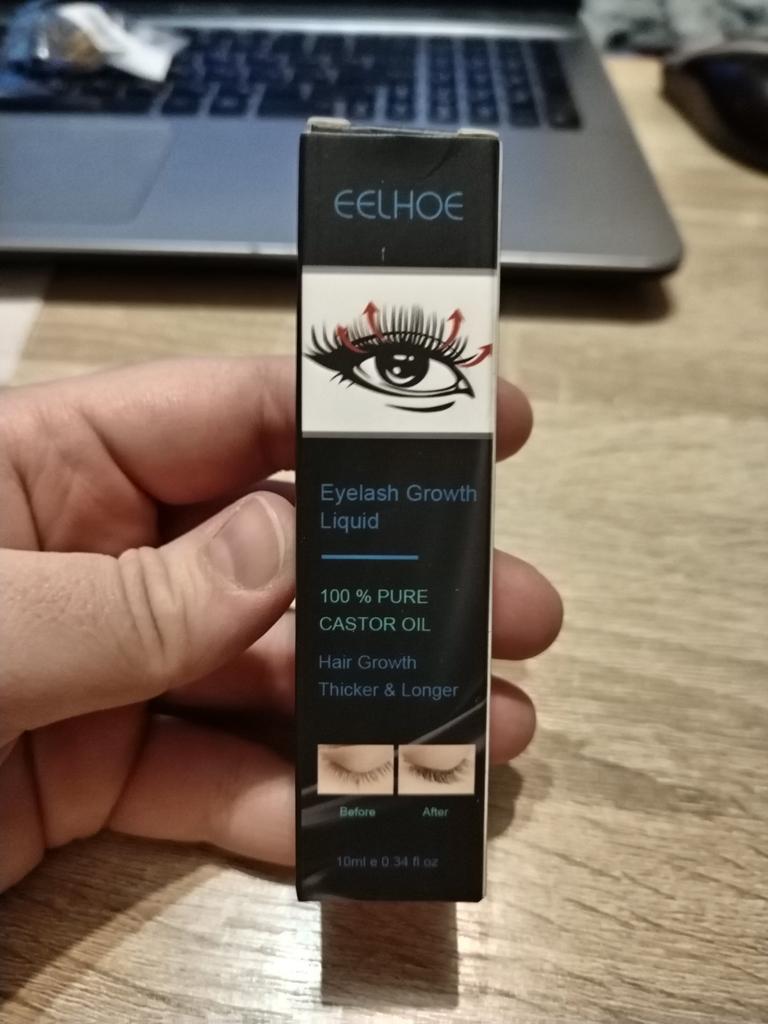 EELHOE
Eyelash Growth
Liquid
100 % PURE
CASTOR OIL
Hair Growth
Thicker & Longer
Before After
10ml e 0.34 fl oz